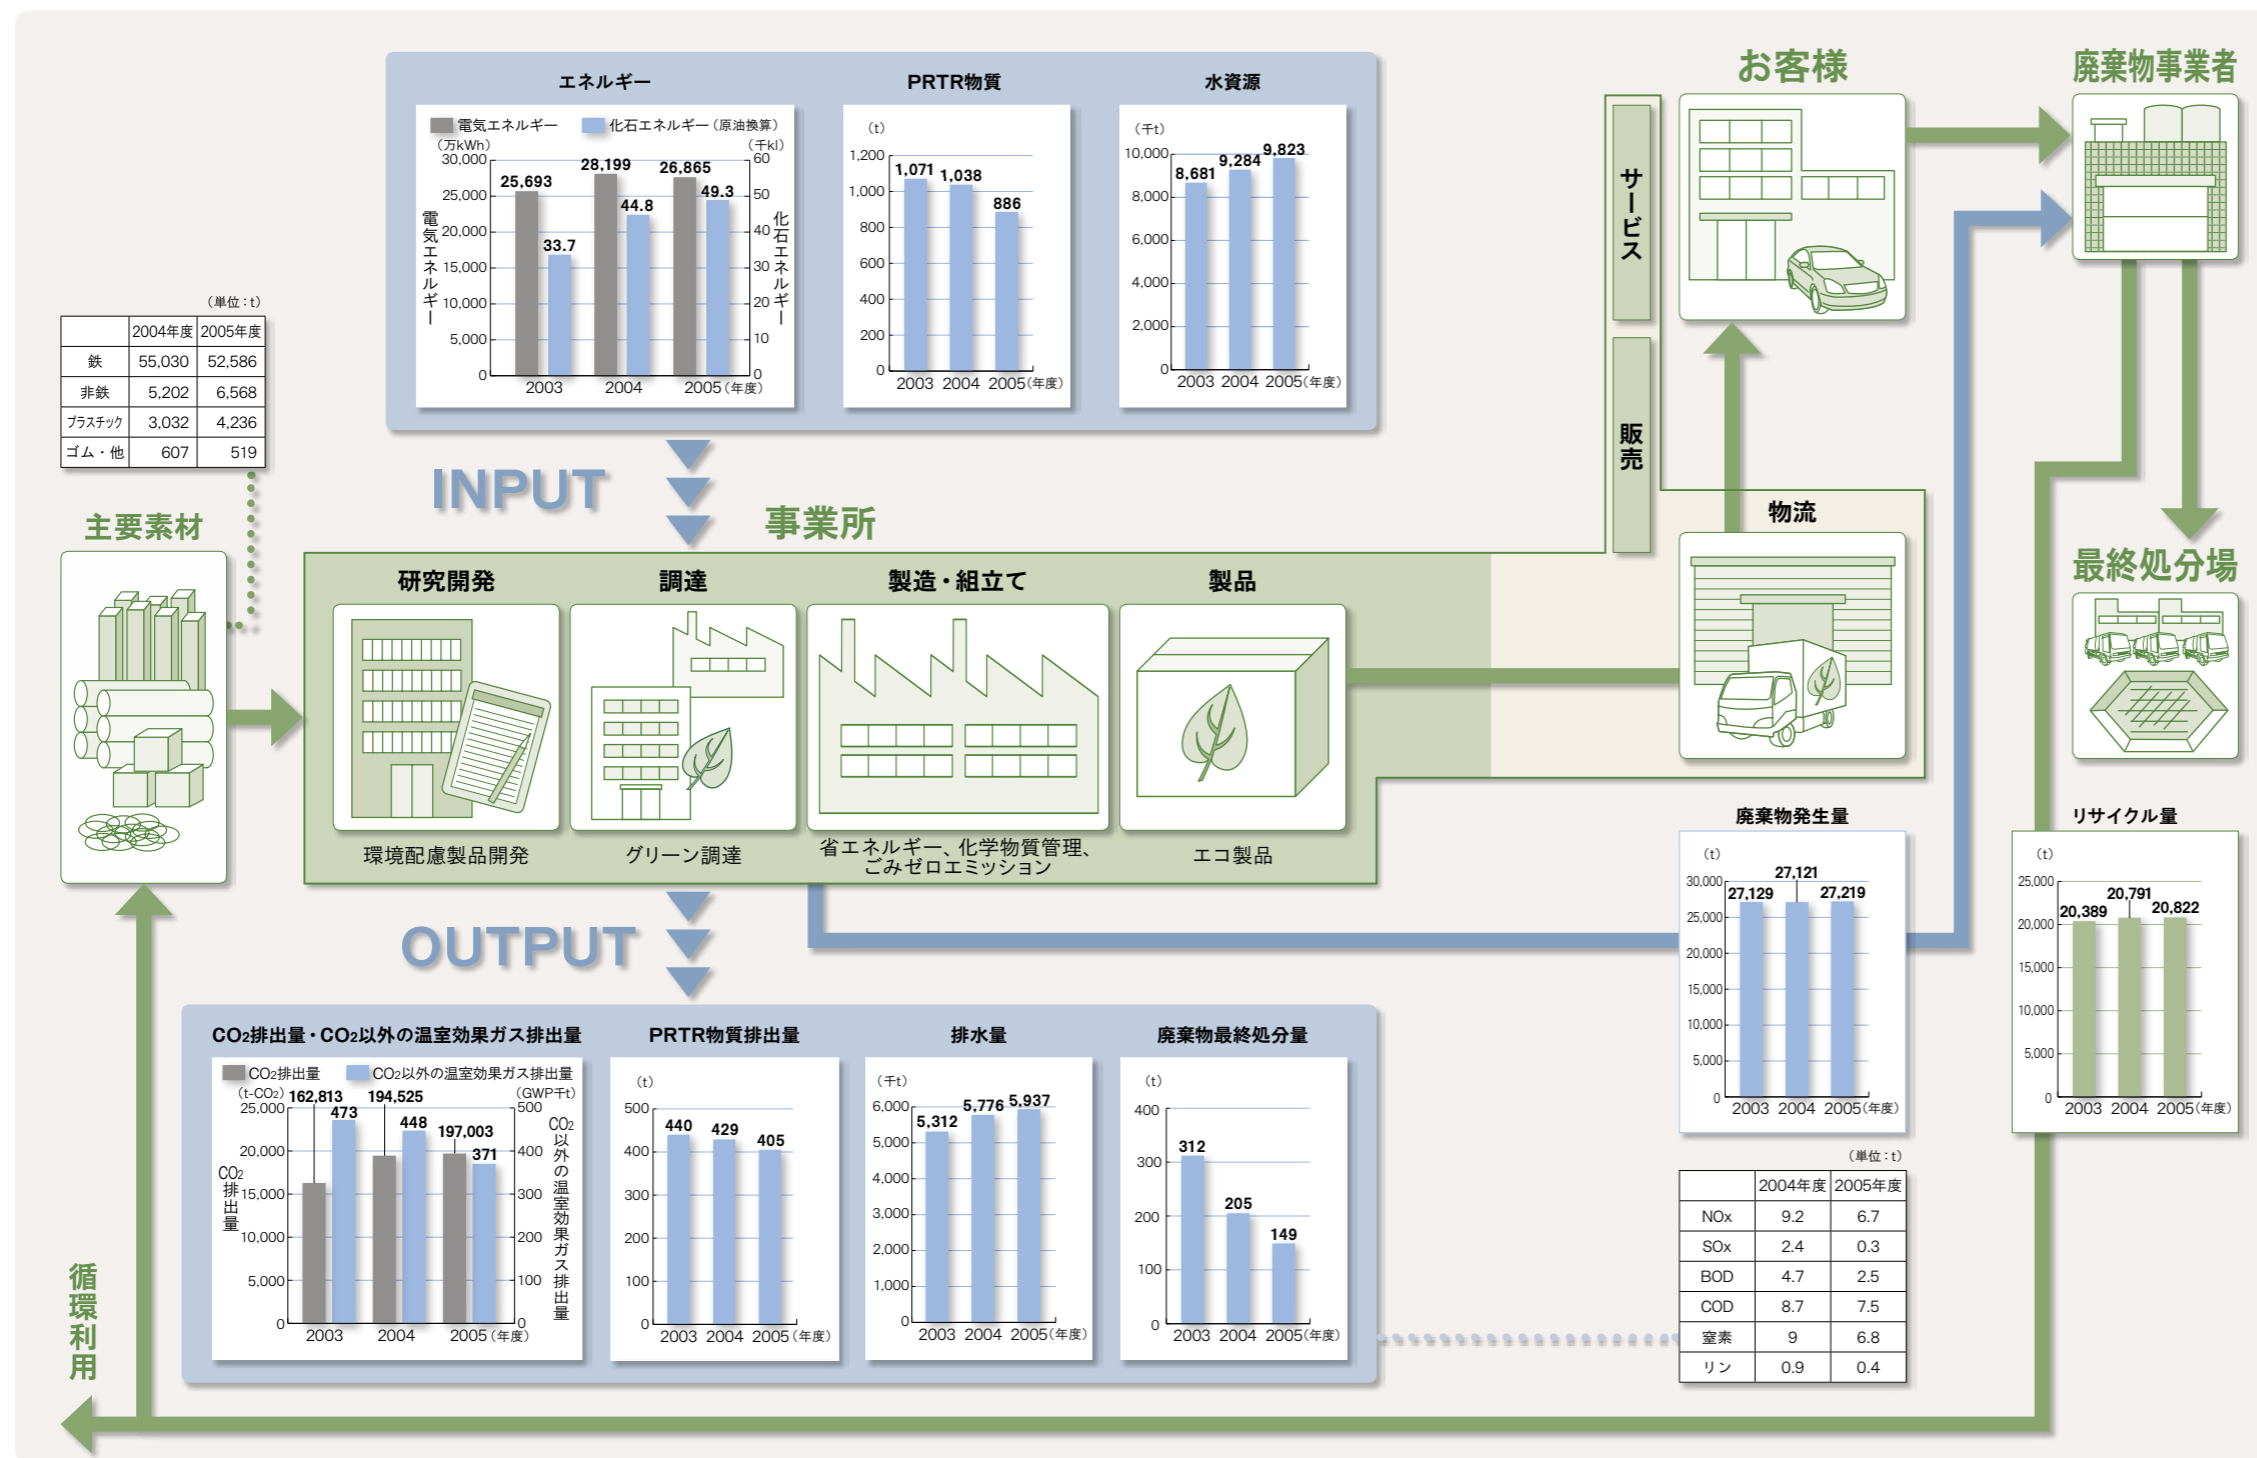 エネルギー
電気エネルギー 化石エネルギー(原油換算)
(万kWh) (千kl)
電気エネルギー
化石エネルギー
30,000
25,000
20,000
15,000
10,000
5,000
0
60
50
40
30
20
10
0
25,693
33.7
28,199
44.8
26,865
49.3
2003 2004 2005(年度)
PRTR物質
(t)
1,200
1,000
800
600
400
200
0
1,071 1,038 886
2003 2004 2005(年度)
水資源
(千t)
10,000
8,000
6,000
4,000
2,000
0
8,681 9,284 9,823
2003 2004 2005(年度)
サービス
販売
お客様
廃棄物事業者
(単位:t)
2004年度 2005年度
鉄 55,030 52,586
非鉄 5,202 6,568
プラスチック 3,032 4,236
ゴム・他 607 519
主要素材
INPUT
事業所
物流
最終処分場
研究開発
環境配慮製品開発
調達
グリーン調達
製造・組立て
省エネルギー、化学物質管理、
ごみゼロエミッション
製品
エコ製品
OUTPUT
廃棄物発生量
(t)
30,000
25,000
20,000
15,000
10,000
5,000
0
27,129 27,121 27,219
2003 2004 2005(年度)
リサイクル量
(t)
25,000
20,000
15,000
10,000
5,000
0
20,389 20,791 20,822
2003 2004 2005(年度)
CO2排出量・CO2以外の温室効果ガス排出量
CO2排出量 CO2以外の温室効果ガス排出量
(t-CO2) (GWP千t)
CO2排出量
CO2以外の温室効果ガス排出量
25,000
20,000
15,000
10,000
5,000
0
500
400
300
200
100
0
162,813
473
194,525
448
197,003
371
2003 2004 2005(年度)
PRTR物質排出量
(t)
500
400
300
200
100
0
440 429 405
2003 2004 2005(年度)
排水量
(千t)
6,000
5,000
4,000
3,000
2,000
1,000
0
5,312 5,776 5,937
2003 2004 2005(年度)
廃棄物最終処分量
(t)
400
300
200
100
0
312 205 149
2003 2004 2005(年度)
(単位:t)
2004年度 2005年度
NOx 9.2 6.7
SOx 2.4 0.3
BOD 4.7 2.5
COD 8.7 7.5
窒素 9 6.8
リン 0.9 0.4
循環利用